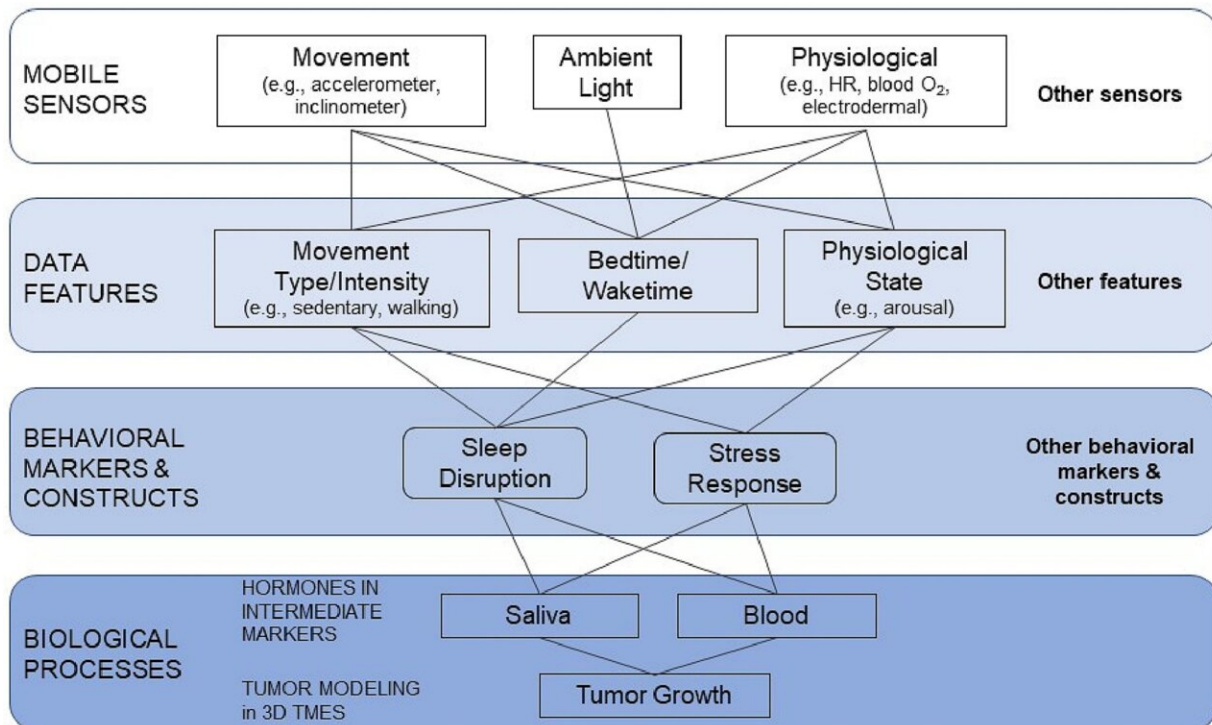 MOBILE
SENSORS
Movement
(e.g., accelerometer,
inclinometer)
Ambient
Light
Physiological
(e.g., HR, blood O₂,
electrodermal
Other sensors
DATA
FEATURES
Movement
Type/Intensity
(e.g., sedentary, walking)
Bedtime/
Waketime
Physiological
State
(e.g., arousal)
Other features
BEHAVIORAL
MARKERS &
CONSTRUCTS
Sleep
Disruption
Stress
Response
Other behavioral
markers &
constructs
BIOLOGICAL
PROCESSES
HORMONES IN
INTERMEDIATE
MARKERS
Saliva
Blood
TUMOR MODELING
in 3D TMES
Tumor Growth